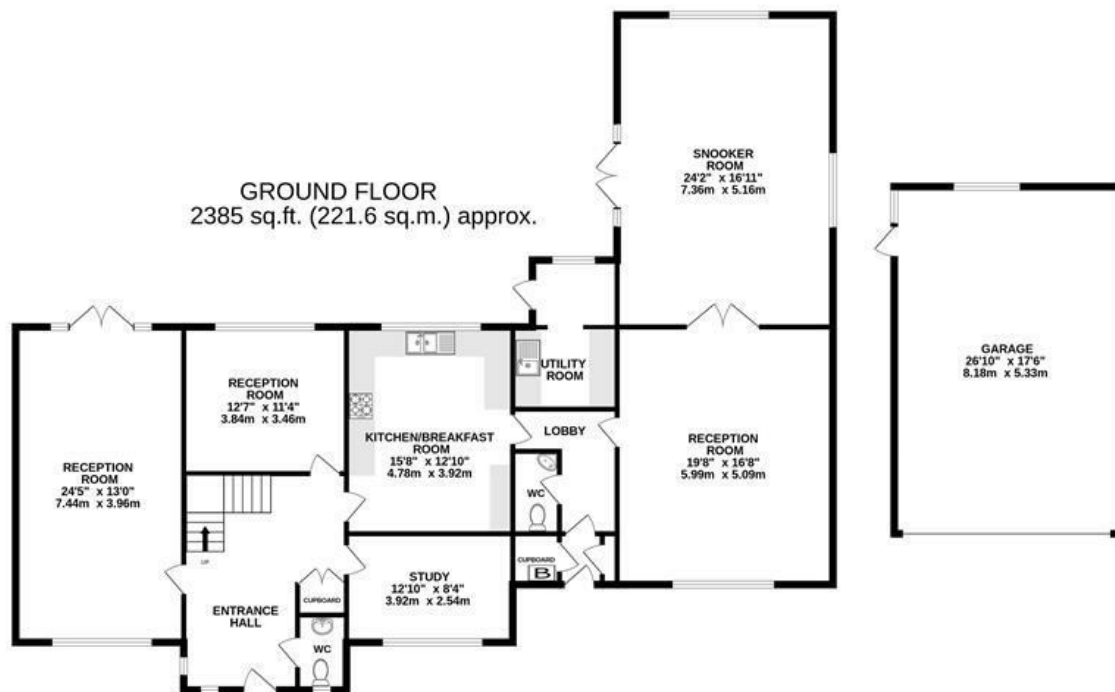 GROUND FLOOR
2385 sq.ft. (221.6 sq.m.) approx.
SNOOKER
ROOM
24'2" x 16'11"
7.36m x 5.16m
GARAGE
26'10" x 17'6"
8.18m x 5.33m
RECEPTION
ROOM
24'5" x 13'0"
7.44m x 3.96m
RECEPTION
ROOM
12'7" x 11'4"
3.84m x 3.46m
KITCHEN/BREAKFAST
ROOM
15'8" x 12'10"
4.78m x 3.92m
UTILITY
ROOM
LOBBY
RECEPTION
ROOM
19'8" x 16'8"
5.99m x 5.09m
WC
CUPBOARD
B
UP
STUDY
12'10" x 8'4"
3.92m x 2.54m
CUPBOARD
ENTRANCE
HALL
WC